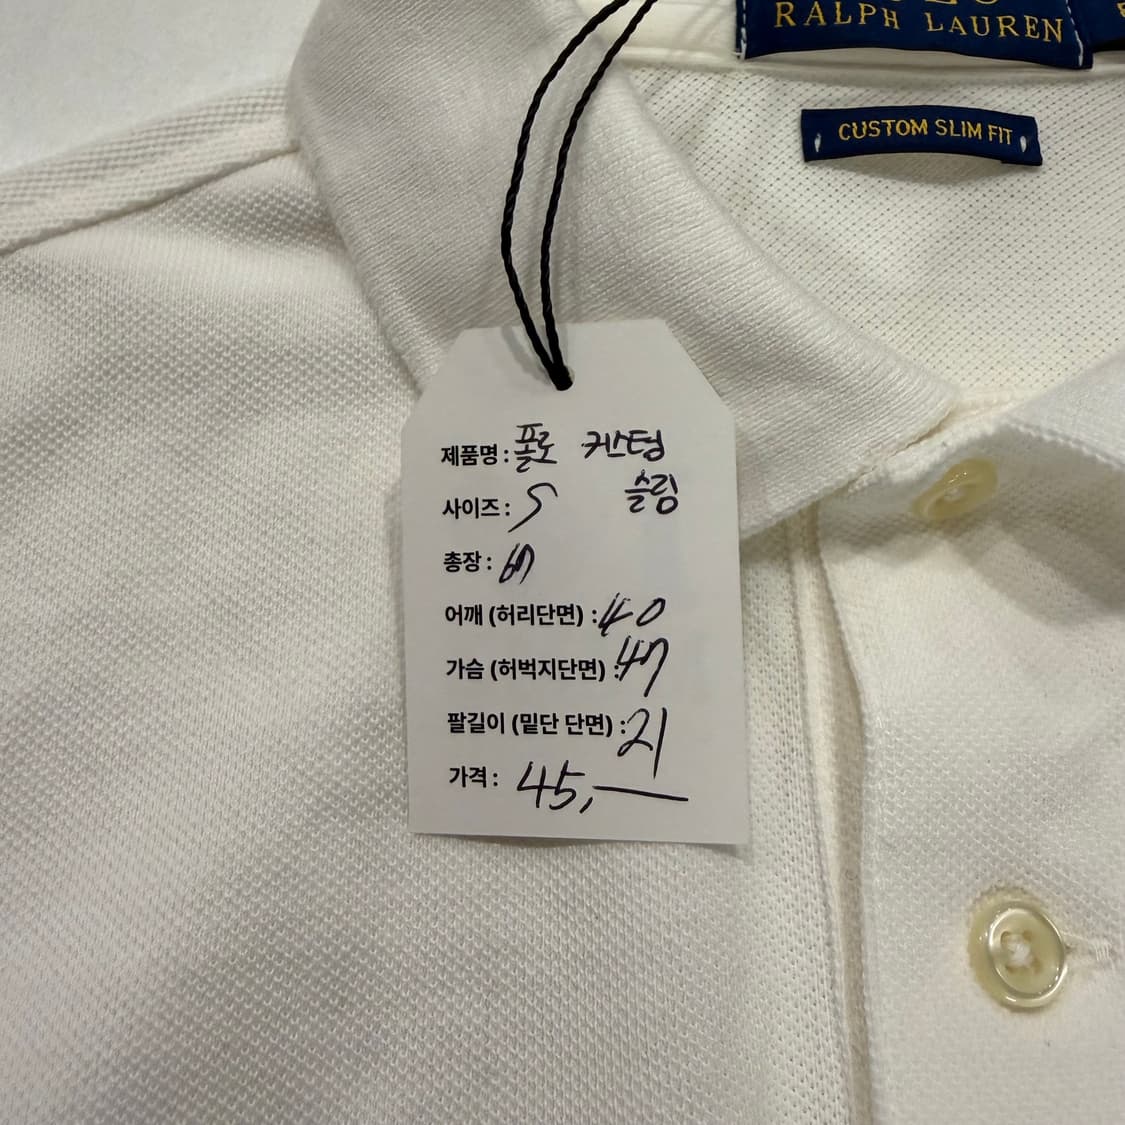 RALPH LAUREN
CUSTOM SLIM FIT
제품명 : 폴로 커스텀
슬림
사이즈 : S
총장 : 67
어깨 (허리단면) : 40
가슴 (허벅지단면) : 47
팔길이 (밑단 단면) : 21
가격 : 45,—